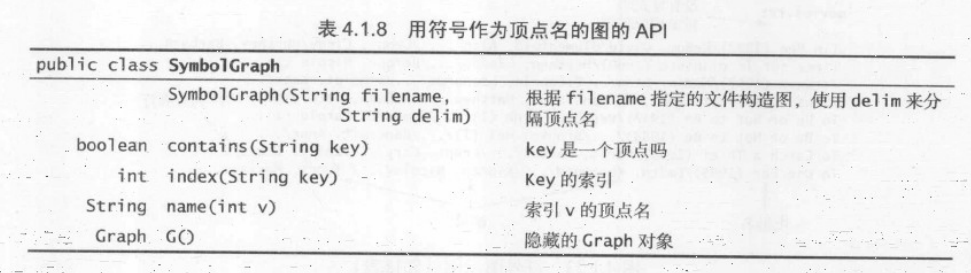 表 4.1.8 用符号作为顶点名的图的 API
public class SymbolGraph
SymbolGraph(String filename, 根据 filename 指定的文件构造图，使用 delim 来分
String delim) 隔顶点名
boolean contains(String key) key 是一个顶点吗
int index(String key) Key 的索引
String name(int v) 索引 v 的顶点名
Graph G() 隐藏的 Graph 对象